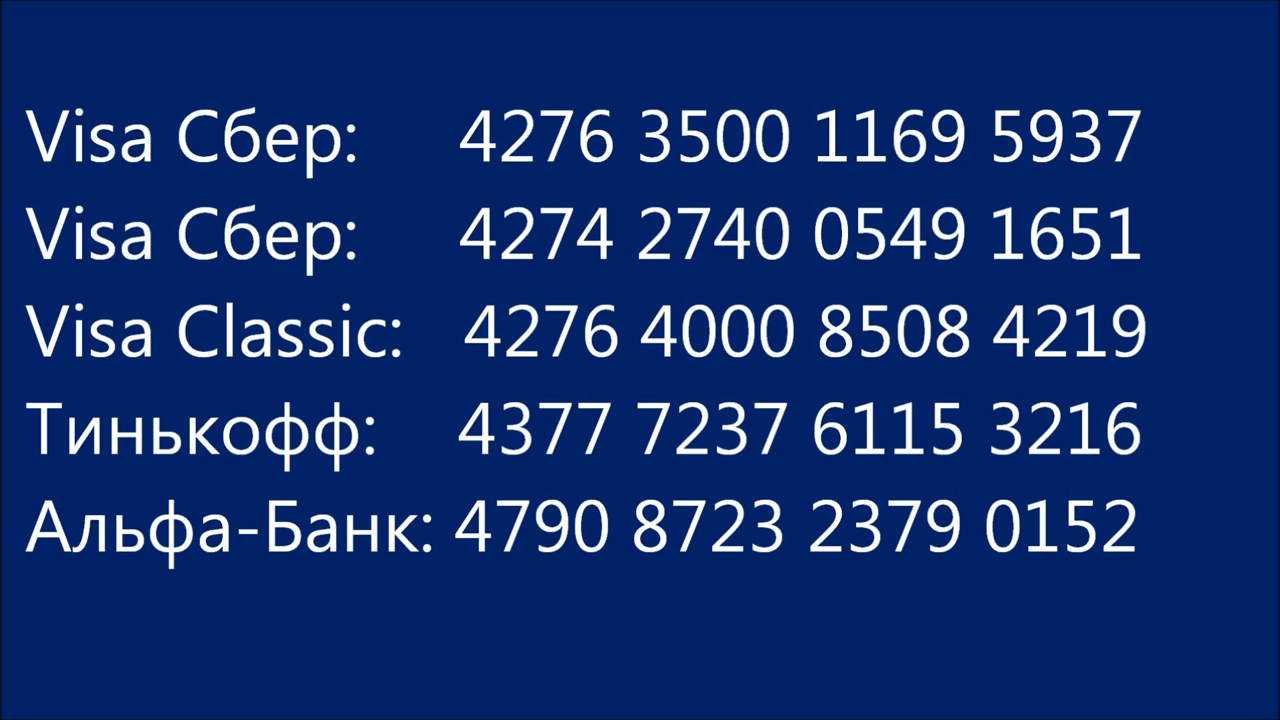 Visa Сбер: 4276 3500 1169 5937
Visa Сбер: 4274 2740 0549 1651
Visa Classic: 4276 4000 8508 4219
Тинькофф: 4377 7237 6115 3216
Альфа-Банк: 4790 8723 2379 0152